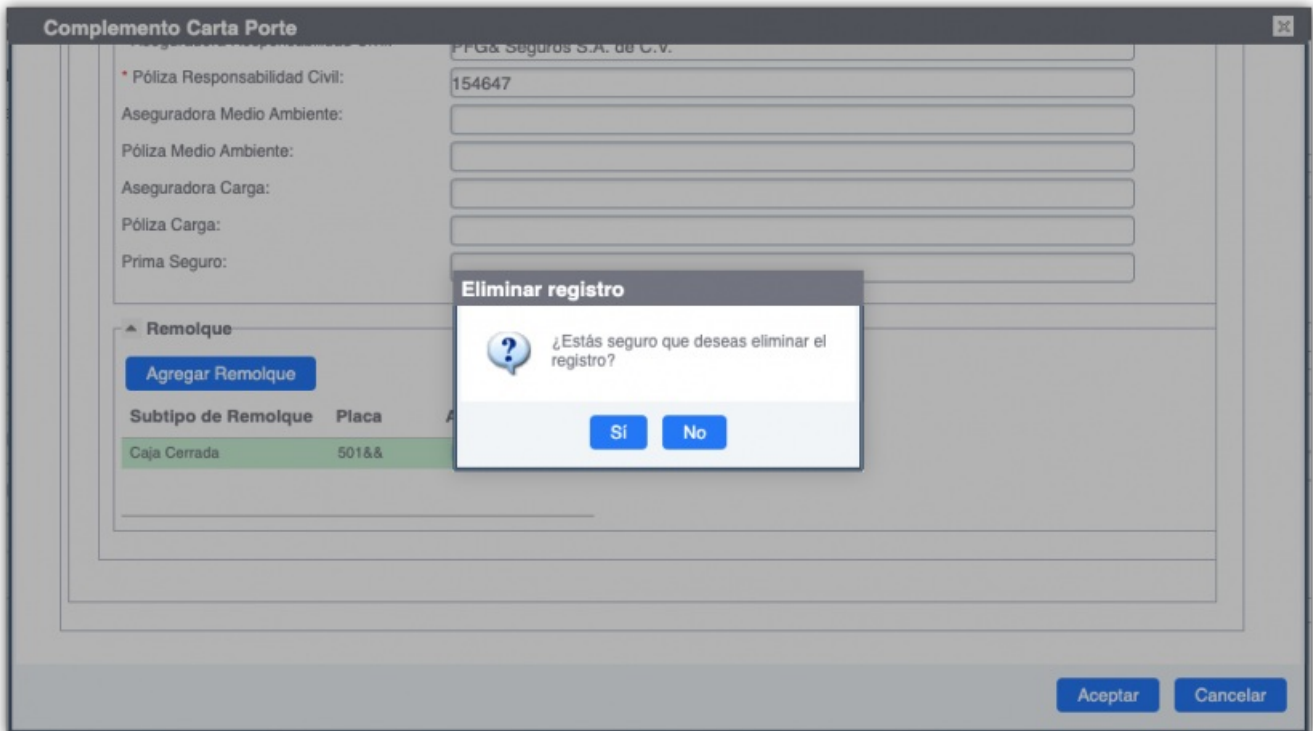 Complemento Carta Porte
PFG& Seguros S.A. de C.V.
* Póliza Responsabilidad Civil:
154647
Aseguradora Medio Ambiente:
Póliza Medio Ambiente:
Aseguradora Carga:
Póliza Carga:
Prima Seguro:
Eliminar registro
¿Estás seguro que deseas eliminar el
registro?
Sí No
Remolque
Agregar Remolque
Subtipo de Remolque Placa
Caja Cerrada 501&&
Aceptar Cancelar